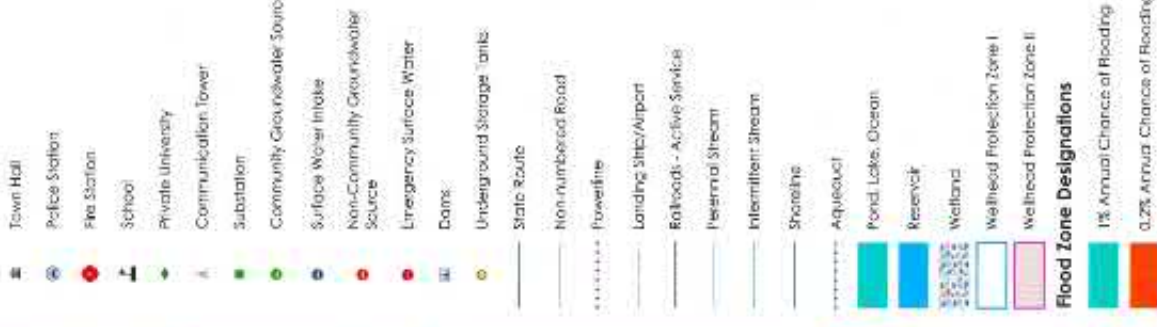 Town Hall
Police Station
Fire Station
School
Private University
Communication Tower
Substation
Community Groundwater Sourc
Surface Water Intake
Non-Community Groundwater
Source
Emergency Surface Water
Dams
Underground Storage Tanks
State Route
Non-numbered Road
Powerline
Landing Strip/Airport
Railroads - Active Service
Perennial Stream
Intermittent Stream
Shoreline
Aqueduct
Pond, Lake, Ocean
Reservoir
Wetland
Wellhead Protection Zone I
Wellhead Protection Zone II
Flood Zone Designations
1% Annual Chance of Flooding
0.2% Annual Chance of Flooding